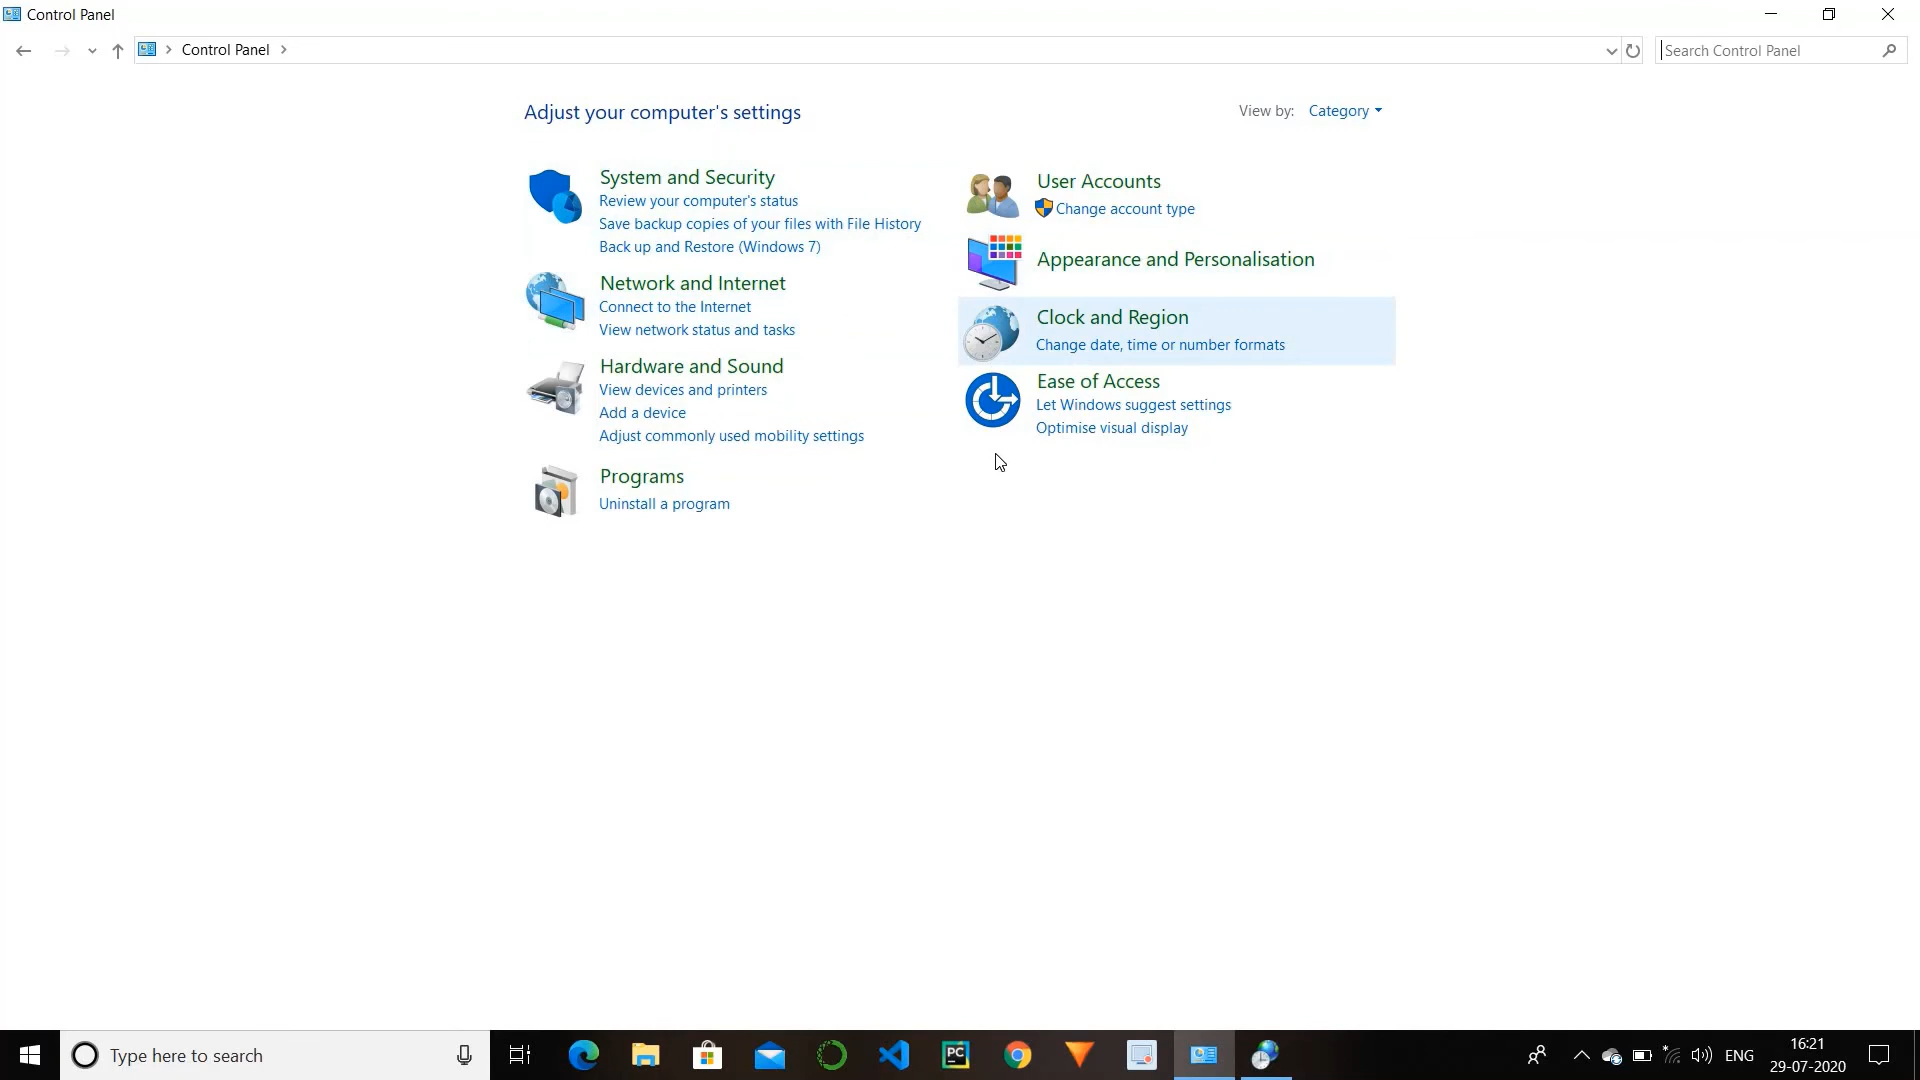 Control Panel
Control Panel
Search Control Panel
Adjust your computer's settings
View by: Category
System and Security
Review your computer's status
Save backup copies of your files with File History
Back up and Restore (Windows 7)
Network and Internet
Connect to the Internet
View network status and tasks
Hardware and Sound
View devices and printers
Add a device
Adjust commonly used mobility settings
Programs
Uninstall a program
User Accounts
Change account type
Appearance and Personalisation
Clock and Region
Change date, time or number formats
Ease of Access
Let Windows suggest settings
Optimise visual display
Type here to search
PC
ENG
16:21
29-07-2020